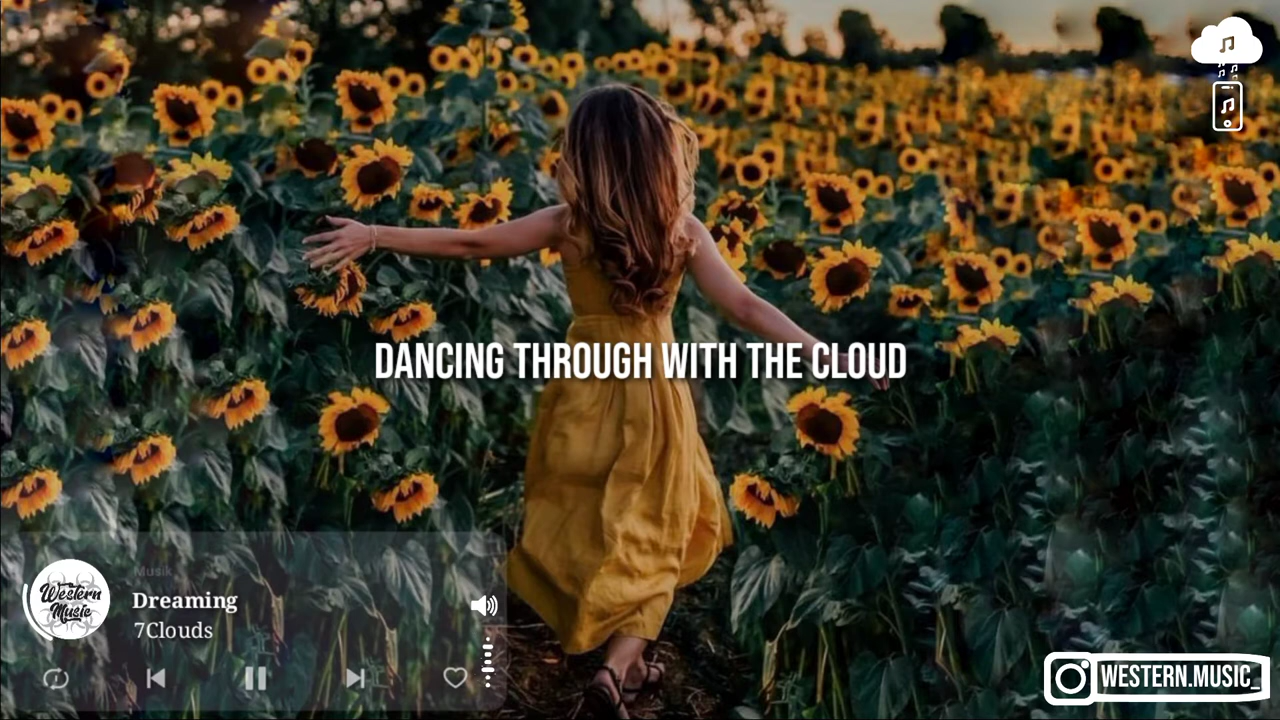 DANCING THROUGH WITH THE CLOUD
Musik
Western
Music
Dreaming
7Clouds
WESTERN.MUSIC_